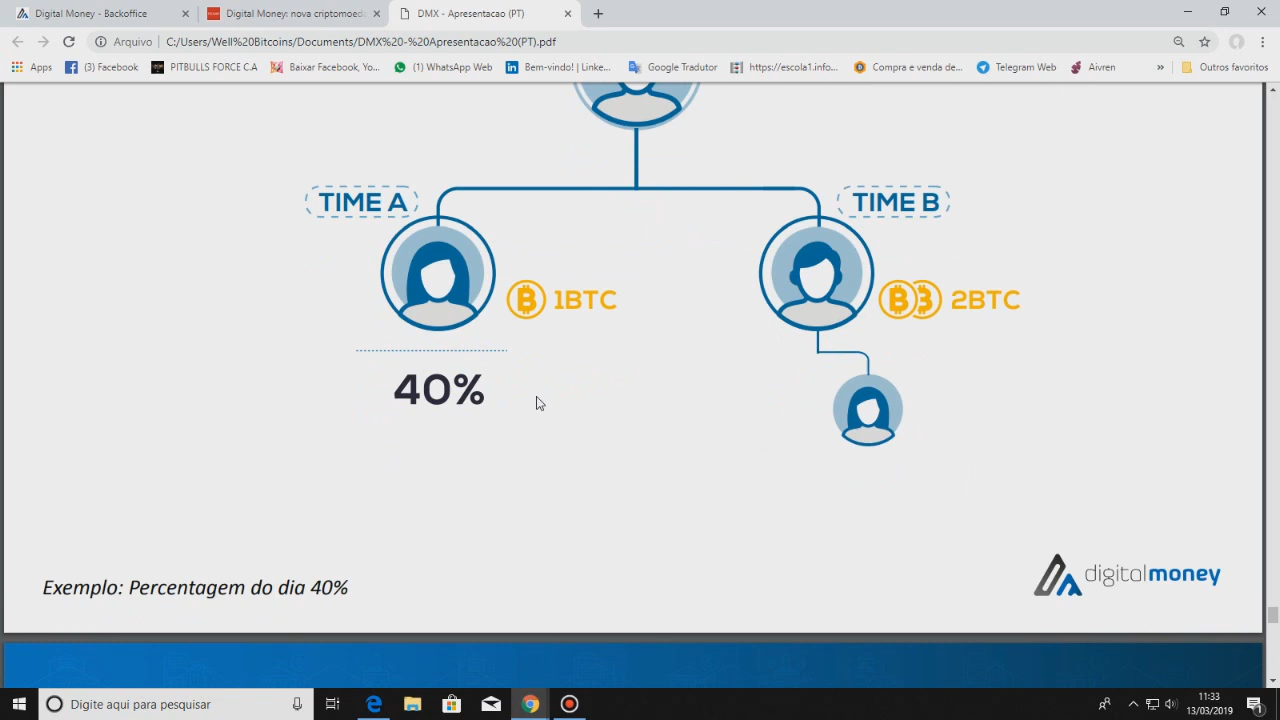 Digital Money - Backoffice
Digital Money: nova criptomoeda
DMX - Apresentacao (PT)
Arquivo
C:/Users/Well%20Bitcoins/Documents/DMX%20-%20Apresentacao%20(PT).pdf
Apps
(3) Facebook
PITBULLS FORCE C.A
Baixar Facebook, Yo...
(1) WhatsApp Web
Bem-vindo! | Linke...
Google Tradutor
https://escola1.info...
Compra e venda de...
Telegram Web
Aivren
»
Outros favoritos
TIME A
TIME B
1BTC
2BTC
40%
digitalmoney
Exemplo: Percentagem do dia 40%
Digite aqui para pesquisar
11:33
13/03/2019
1